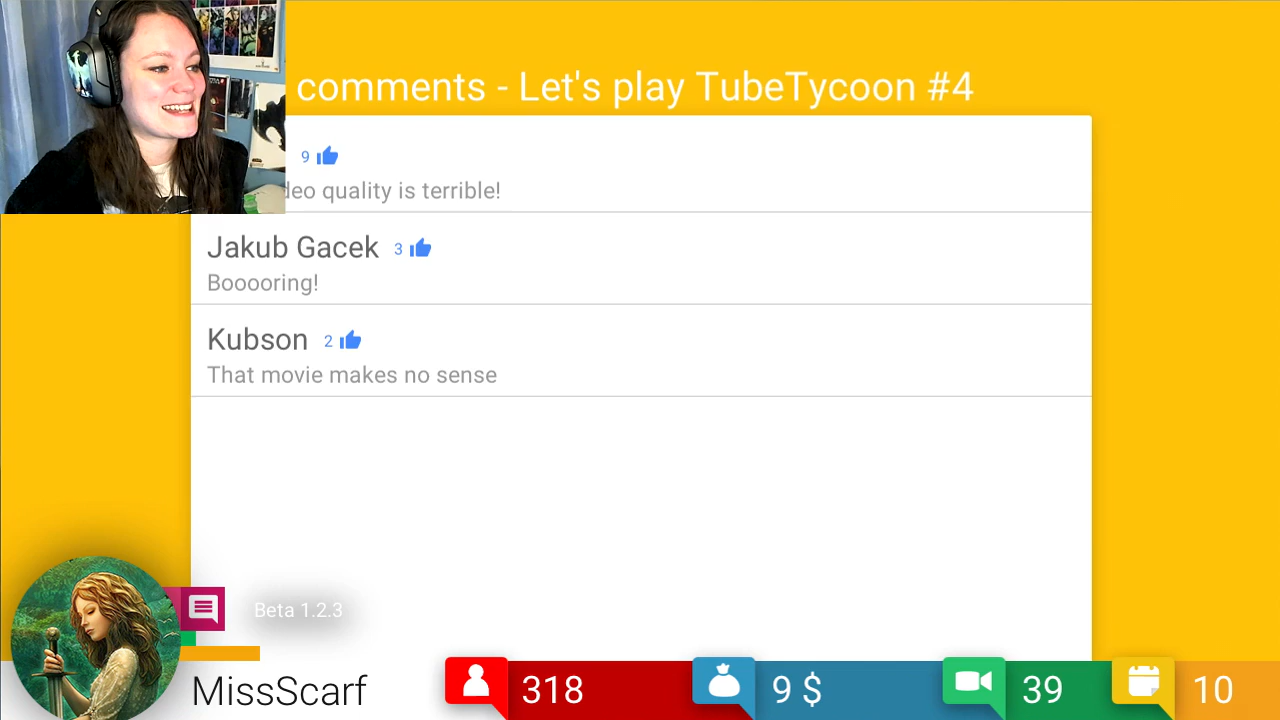 comments - Let's play TubeTycoon #4
9
deo quality is terrible!
Jakub Gacek 3
Booooring!
Kubson 2
That movie makes no sense
Beta 1.2.3
MissScarf
318
9 $
39
10